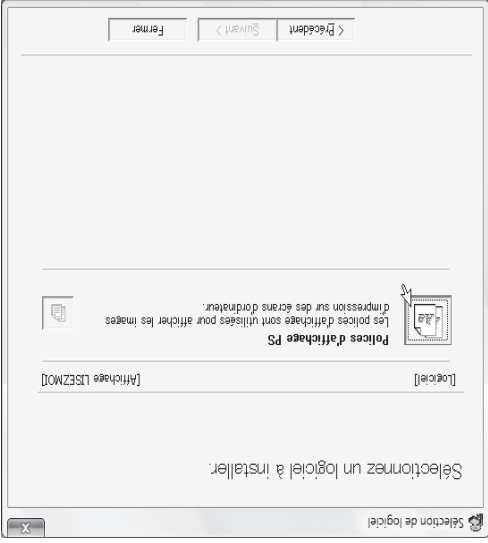 Sélection de logiciel
X
Sélectionnez un logiciel à installer.
[Logiciel] [Affichage LISEZMOI]
Polices d'affichage PS
Les polices d'affichage sont utilisées pour afficher les images
d'impression sur des écrans d'ordinateur.
< Précédent Suivant > Fermer